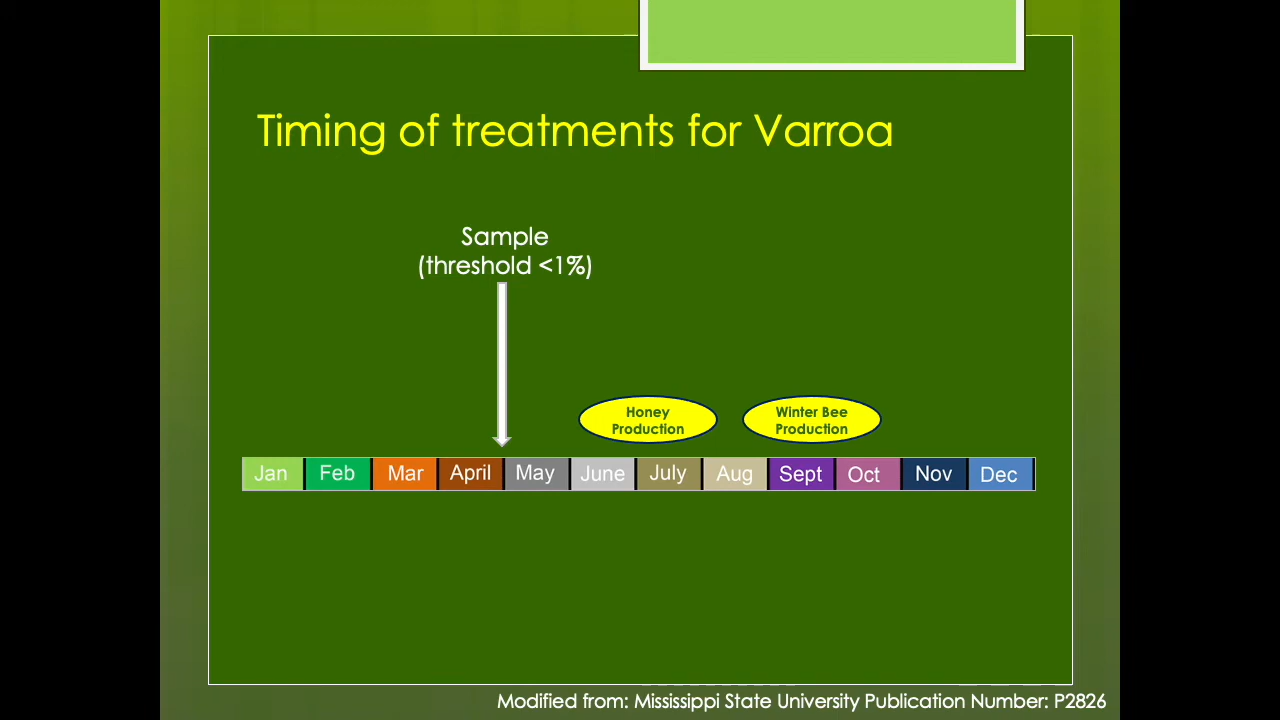 Timing of treatments for Varroa
Sample
(threshold <1%)
Honey
Production
Winter Bee
Production
Jan Feb Mar April May June July Aug Sept Oct Nov Dec
Modified from: Mississippi State University Publication Number: P2826